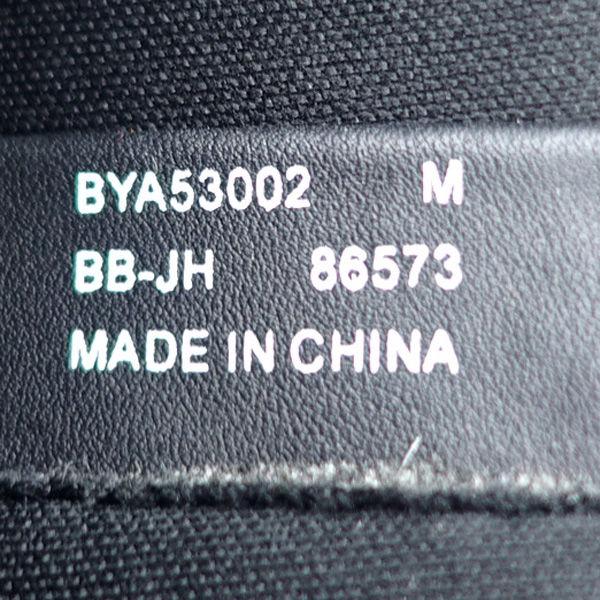 BYA53002 M
BB-JH 86573
MADE IN CHINA